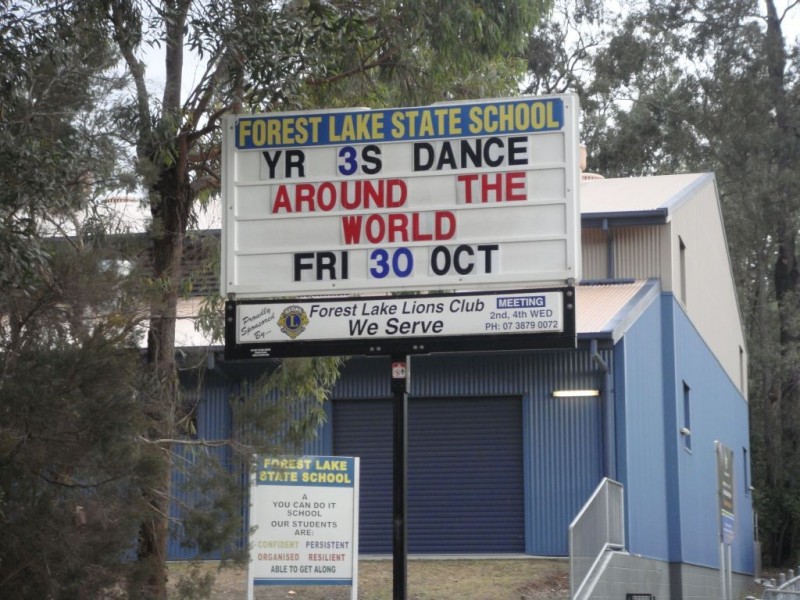 FOREST LAKE STATE SCHOOL
YR 3S DANCE
AROUND THE
WORLD
FRI 30 OCT
Proudly
Sponsored
By...
Forest Lake Lions Club
We Serve
MEETING
2nd, 4th WED
PH: 07 3879 0072
FOREST LAKE
STATE SCHOOL
A
YOU CAN DO IT
SCHOOL
OUR STUDENTS
ARE:
CONFIDENT PERSISTENT
ORGANISED RESILIENT
ABLE TO GET ALONG